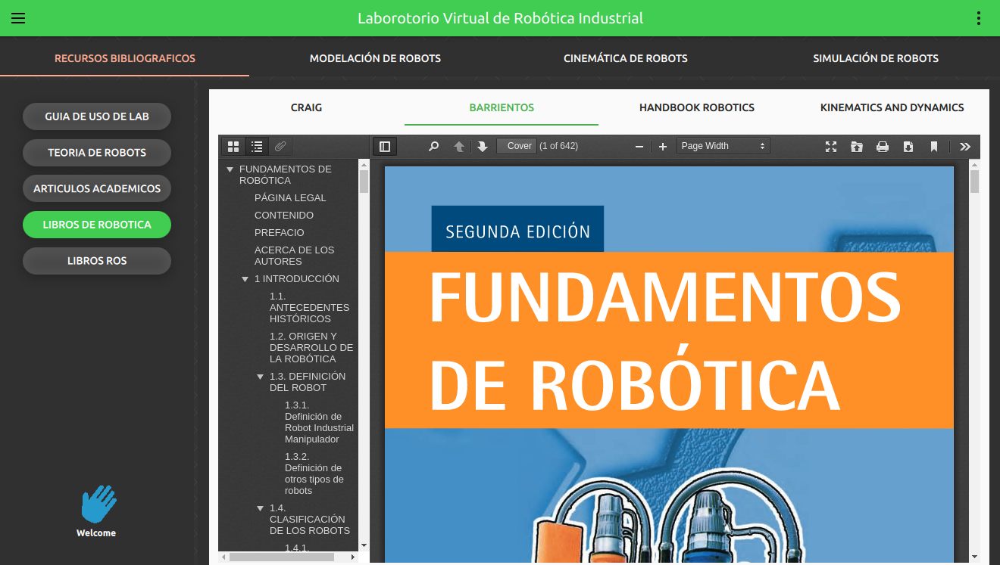 Laborotorio Virtual de Robótica Industrial
RECURSOS BIBLIOGRAFICOS
MODELACIÓN DE ROBOTS
CINEMÁTICA DE ROBOTS
SIMULACIÓN DE ROBOTS
GUIA DE USO DE LAB
TEORIA DE ROBOTS
ARTICULOS ACADEMICOS
LIBROS DE ROBOTICA
LIBROS ROS
Welcome
CRAIG
BARRIENTOS
HANDBOOK ROBOTICS
KINEMATICS AND DYNAMICS
Cover
(1 of 642)
Page Width
FUNDAMENTOS DE
ROBÓTICA
PÁGINA LEGAL
CONTENIDO
PREFACIO
ACERCA DE LOS
AUTORES
1 INTRODUCCIÓN
1.1.
ANTECEDENTES
HISTÓRICOS
1.2. ORIGEN Y
DESARROLLO DE
LA ROBÓTICA
1.3. DEFINICIÓN
DEL ROBOT
1.3.1.
Definición de
Robot Industrial
Manipulador
1.3.2.
Definición de
otros tipos de
robots
1.4.
CLASIFICACIÓN
DE LOS ROBOTS
1.4.1.
SEGUNDA EDICIÓN
FUNDAMENTOS
DE ROBÓTICA